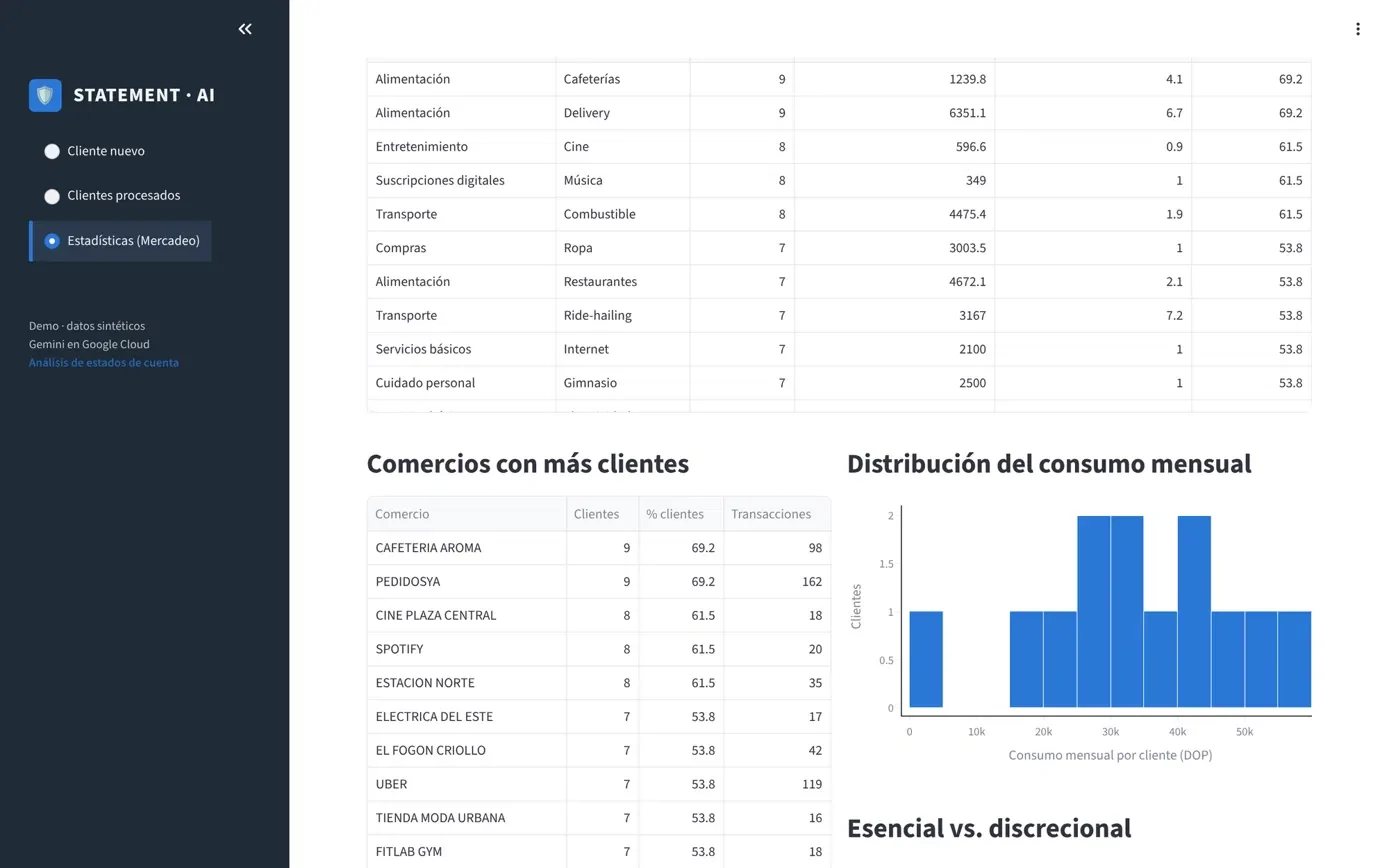 STATEMENT · AI
Cliente nuevo
Clientes procesados
Estadísticas (Mercadeo)
Demo · datos sintéticos
Gemini en Google Cloud
Análisis de estados de cuenta
Alimentación Cafeterías 9 1239.8 4.1 69.2
Alimentación Delivery 9 6351.1 6.7 69.2
Entretenimiento Cine 8 596.6 0.9 61.5
Suscripciones digitales Música 8 349 1 61.5
Transporte Combustible 8 4475.4 1.9 61.5
Compras Ropa 7 3003.5 1 53.8
Alimentación Restaurantes 7 4672.1 2.1 53.8
Transporte Ride-hailing 7 3167 7.2 53.8
Servicios básicos Internet 7 2100 1 53.8
Cuidado personal Gimnasio 7 2500 1 53.8
Comercios con más clientes
Comercio Clientes % clientes Transacciones
CAFETERIA AROMA 9 69.2 98
PEDIDOSYA 9 69.2 162
CINE PLAZA CENTRAL 8 61.5 18
SPOTIFY 8 61.5 20
ESTACION NORTE 8 61.5 35
ELECTRICA DEL ESTE 7 53.8 17
EL FOGON CRIOLLO 7 53.8 42
UBER 7 53.8 119
TIENDA MODA URBANA 7 53.8 16
FITLAB GYM 7 53.8 18
Distribución del consumo mensual
2
1.5
1
0.5
0
Clientes
0 10k 20k 30k 40k 50k
Consumo mensual por cliente (DOP)
Esencial vs. discrecional